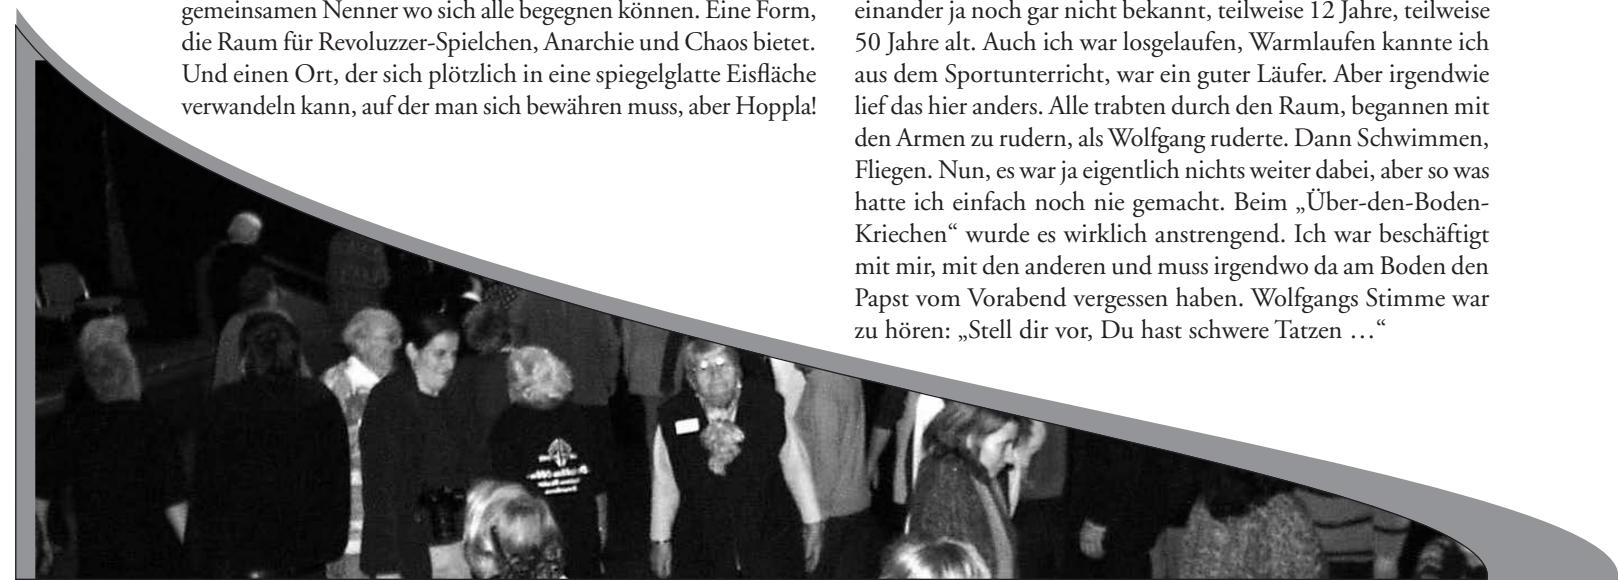 gemeinsamen Nenner wo sich alle begegnen können. Eine Form,
die Raum für Revoluzzer-Spielchen, Anarchie und Chaos bietet.
Und einen Ort, der sich plötzlich in eine spiegelglatte Eisfläche
verwandeln kann, auf der man sich bewähren muss, aber Hoppla!
einander ja noch gar nicht bekannt, teilweise 12 Jahre, teilweise
50 Jahre alt. Auch ich war losgelaufen, Warmlaufen kannte ich
aus dem Sportunterricht, war ein guter Läufer. Aber irgendwie
lief das hier anders. Alle trabten durch den Raum, begannen mit
den Armen zu rudern, als Wolfgang ruderte. Dann Schwimmen,
Fliegen. Nun, es war ja eigentlich nichts weiter dabei, aber so was
hatte ich einfach noch nie gemacht. Beim „Über-den-Boden-
Kriechen“ wurde es wirklich anstrengend. Ich war beschäftigt
mit mir, mit den anderen und muss irgendwo da am Boden den
Papst vom Vorabend vergessen haben. Wolfgangs Stimme war
zu hören: „Stell dir vor, Du hast schwere Tatzen …“